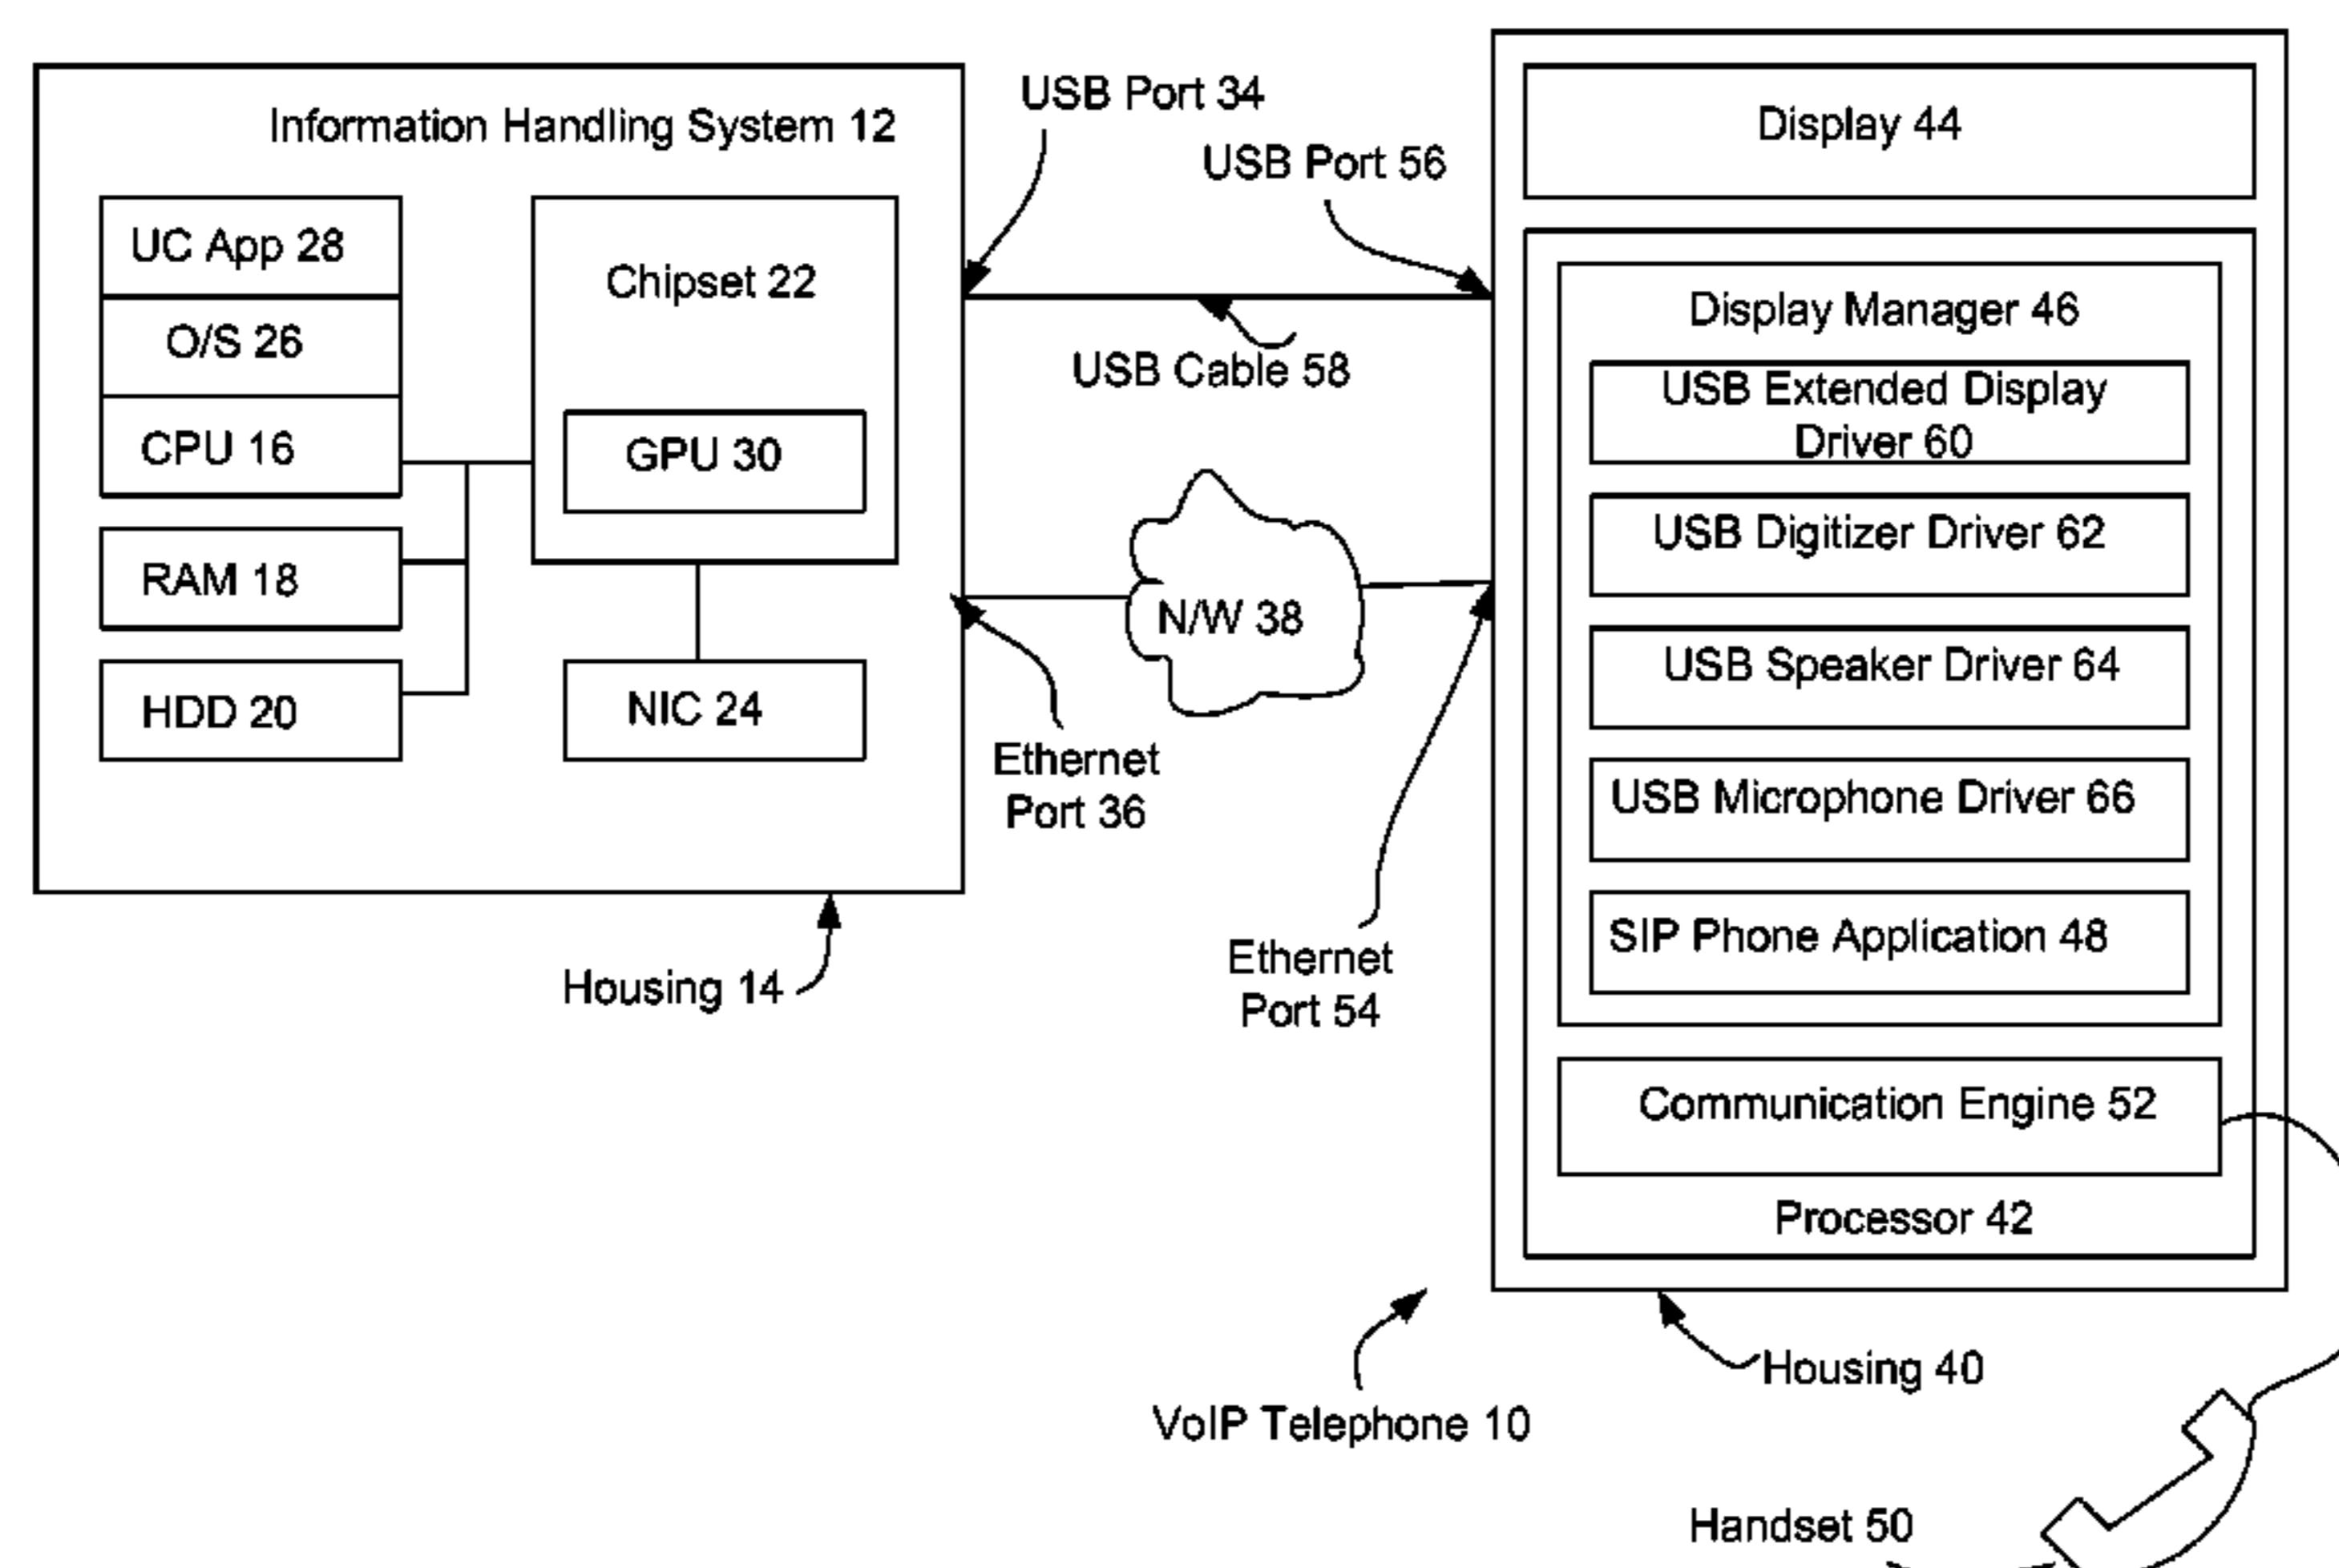 Information Handling System 12
UC App 28
O/S 26
CPU 16
RAM 18
HDD 20
Chipset 22
GPU 30
NIC 24
Housing 14
USB Port 34
USB Port 56
USB Cable 58
N/W 38
Ethernet
Port 36
Ethernet
Port 54
Display 44
Display Manager 46
USB Extended Display
Driver 60
USB Digitizer Driver 62
USB Speaker Driver 64
USB Microphone Driver 66
SIP Phone Application 48
Communication Engine 52
Processor 42
Housing 40
VoIP Telephone 10
Handset 50